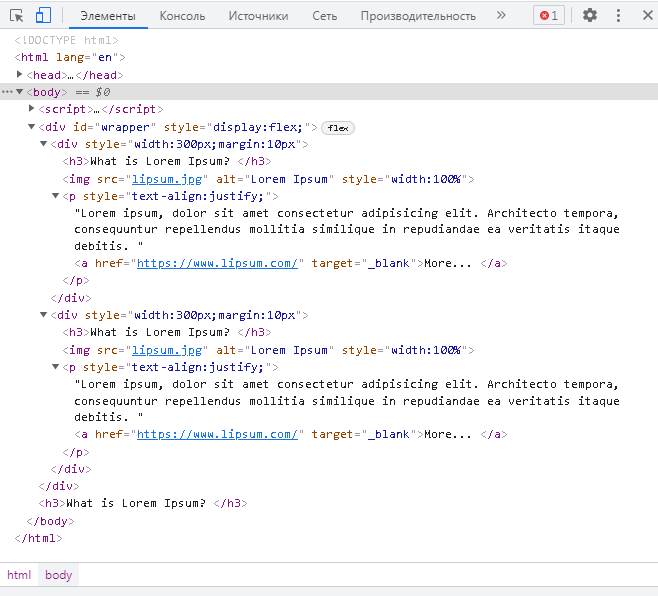 Элементы Консоль Источники Сеть Производительность » 1
<!DOCTYPE html>
<html lang="en">
<head>…</head>
<body> == $0
<script>…</script>
<div id="wrapper" style="display:flex;"> flex
<div style="width:300px;margin:10px">
<h3>What is Lorem Ipsum? </h3>
<img src="lipsum.jpg" alt="Lorem Ipsum" style="width:100%">
<p style="text-align:justify;">
"Lorem ipsum, dolor sit amet consectetur adipisicing elit. Architecto tempora,
consequuntur repellendus mollitia similique in repudiandae ea veritatis itaque
debitis. "
<a href="https://www.lipsum.com/" target="_blank">More... </a>
</p>
</div>
<div style="width:300px;margin:10px">
<h3>What is Lorem Ipsum? </h3>
<img src="lipsum.jpg" alt="Lorem Ipsum" style="width:100%">
<p style="text-align:justify;">
"Lorem ipsum, dolor sit amet consectetur adipisicing elit. Architecto tempora,
consequuntur repellendus mollitia similique in repudiandae ea veritatis itaque
debitis. "
<a href="https://www.lipsum.com/" target="_blank">More... </a>
</p>
</div>
</div>
<h3>What is Lorem Ipsum? </h3>
</body>
</html>
html body